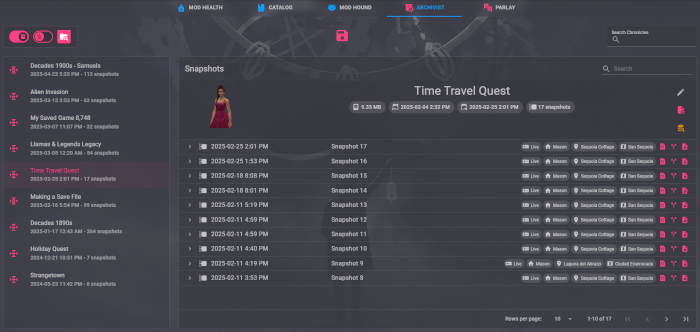 MOD HEALTH CATALOG MOD HOUND ARCHIVIST PARLAY
Search Chronicles
Decades 1900s - Samuels
2025-04-23 5:33 PM - 113 snapshots
Alien Invasion
2025-03-15 3:53 PM - 63 snapshots
My Saved Game 8,748
2025-03-07 11:07 PM - 32 snapshots
Llamas & Legends Legacy
2025-03-05 12:20 AM - 54 snapshots
Time Travel Quest
2025-02-25 2:01 PM - 17 snapshots
Making a Save File
2025-02-16 5:54 PM - 99 snapshots
Decades 1890s
2025-01-17 12:43 AM - 264 snapshots
Holiday Quest
2024-12-21 10:01 PM - 7 snapshots
Strangetown
2024-05-23 11:42 PM - 8 snapshots
Snapshots
Search
Time Travel Quest
9.33 MB 2025-02-04 2:32 PM 2025-02-25 2:01 PM 17 snapshots
2025-02-25 2:01 PM Snapshot 17 Live Mason Sequoia Cottage San Sequoia
2025-02-25 1:53 PM Snapshot 16 Live Mason Sequoia Cottage San Sequoia
2025-02-18 8:08 PM Snapshot 15 Live Mason Sequoia Cottage San Sequoia
2025-02-18 8:01 PM Snapshot 14 Live Mason Sequoia Cottage San Sequoia
2025-02-11 5:19 PM Snapshot 13 Live Mason Sequoia Cottage San Sequoia
2025-02-11 4:59 PM Snapshot 12 Live Mason Sequoia Cottage San Sequoia
2025-02-11 4:59 PM Snapshot 11 Live Mason Sequoia Cottage San Sequoia
2025-02-11 4:40 PM Snapshot 10 Live Mason Sequoia Cottage San Sequoia
2025-02-11 4:19 PM Snapshot 9 Live Mason Laguna del Abrazo Ciudad Enamorada
2025-02-11 3:53 PM Snapshot 8 Live Mason Sequoia Cottage San Sequoia
Rows per page: 10 1-10 of 17